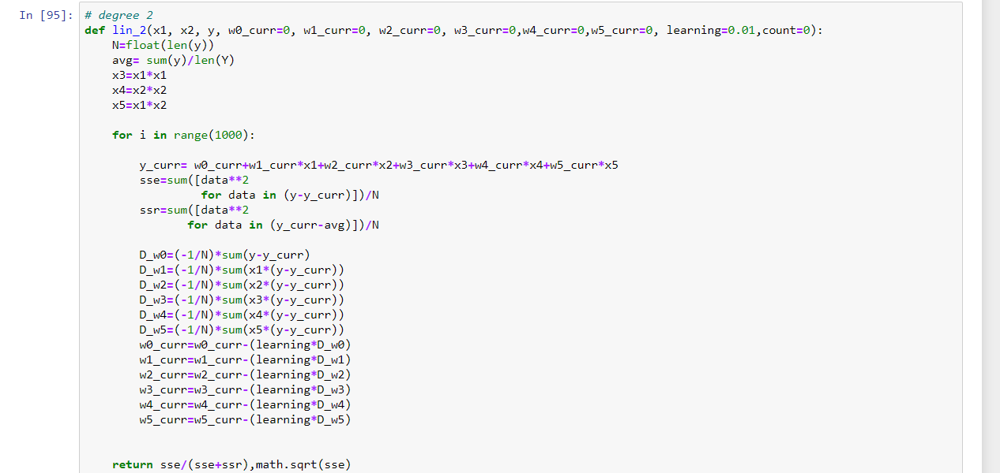 In [95]:
# degree 2
def lin_2(x1, x2, y, w0_curr=0, w1_curr=0, w2_curr=0, w3_curr=0,w4_curr=0,w5_curr=0, learning=0.01,count=0):
    N=float(len(y))
    avg= sum(y)/len(Y)
    x3=x1*x1
    x4=x2*x2
    x5=x1*x2

    for i in range(1000):

        y_curr= w0_curr+w1_curr*x1+w2_curr*x2+w3_curr*x3+w4_curr*x4+w5_curr*x5
        sse=sum([data**2
                 for data in (y-y_curr)])/N
        ssr=sum([data**2
               for data in (y_curr-avg)])/N

        D_w0=(-1/N)*sum(y-y_curr)
        D_w1=(-1/N)*sum(x1*(y-y_curr))
        D_w2=(-1/N)*sum(x2*(y-y_curr))
        D_w3=(-1/N)*sum(x3*(y-y_curr))
        D_w4=(-1/N)*sum(x4*(y-y_curr))
        D_w5=(-1/N)*sum(x5*(y-y_curr))
        w0_curr=w0_curr-(learning*D_w0)
        w1_curr=w1_curr-(learning*D_w1)
        w2_curr=w2_curr-(learning*D_w2)
        w3_curr=w3_curr-(learning*D_w3)
        w4_curr=w4_curr-(learning*D_w4)
        w5_curr=w5_curr-(learning*D_w5)


    return sse/(sse+ssr),math.sqrt(sse)